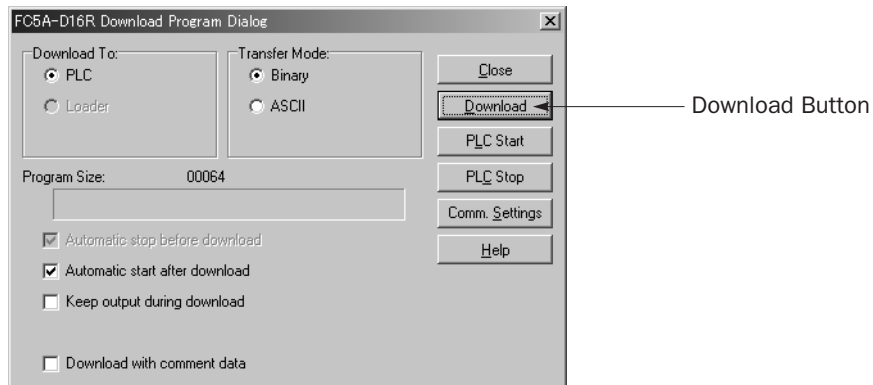 FC5A-D16R Download Program Dialog
Download To:
PLC
Loader
Transfer Mode:
Binary
ASCII
Close
Download
PLC Start
PLC Stop
Comm. Settings
Help
Download Button
Program Size: 00064
Automatic stop before download
Automatic start after download
Keep output during download
Download with comment data